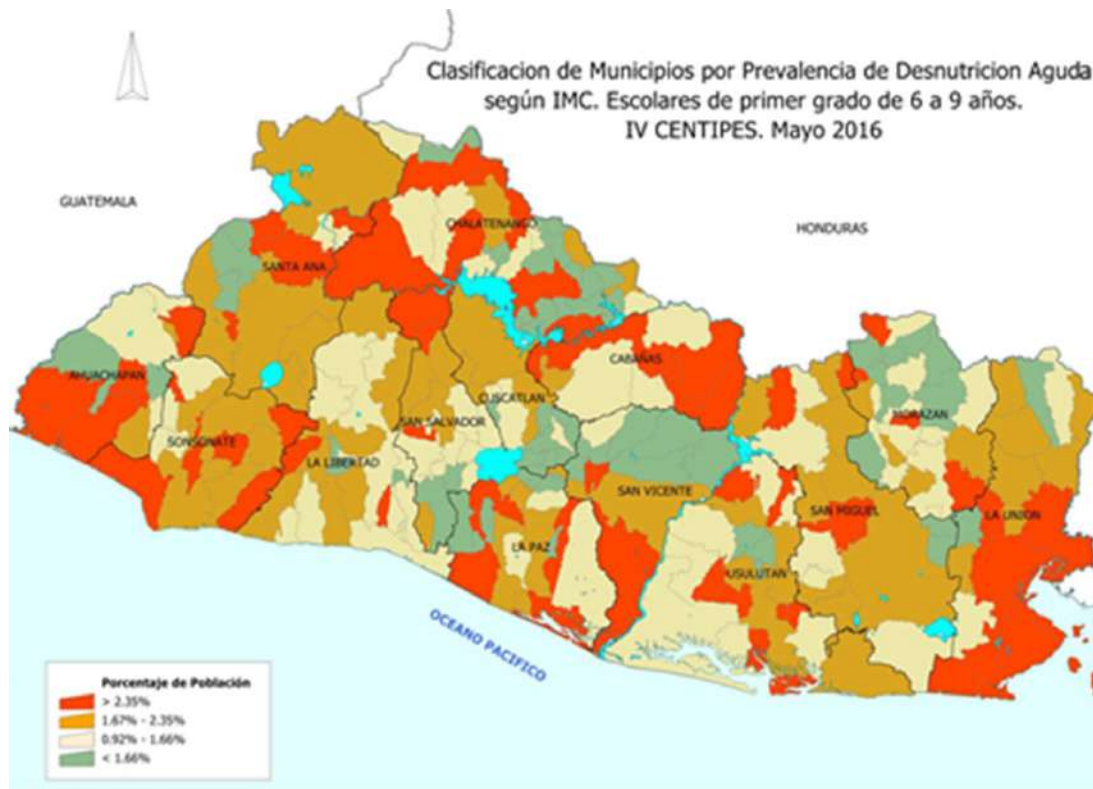 Clasificacion de Municipios por Prevalencia de Desnutricion Aguda
según IMC. Escolares de primer grado de 6 a 9 años.
IV CENTIPES. Mayo 2016
GUATEMALA
HONDURAS
CHALATENANGO
SANTA ANA
CABAÑAS
AHUACHAPAN
CUSCATLAN
MORAZAN
SAN SALVADOR
SONSONATE
LA LIBERTAD
SAN VICENTE
SAN MIGUEL
LA UNION
LA PAZ
USULUTAN
OCEANO PACIFICO
Porcentaje de Población
> 2.35%
1.67% - 2.35%
0.92% - 1.66%
< 1.66%